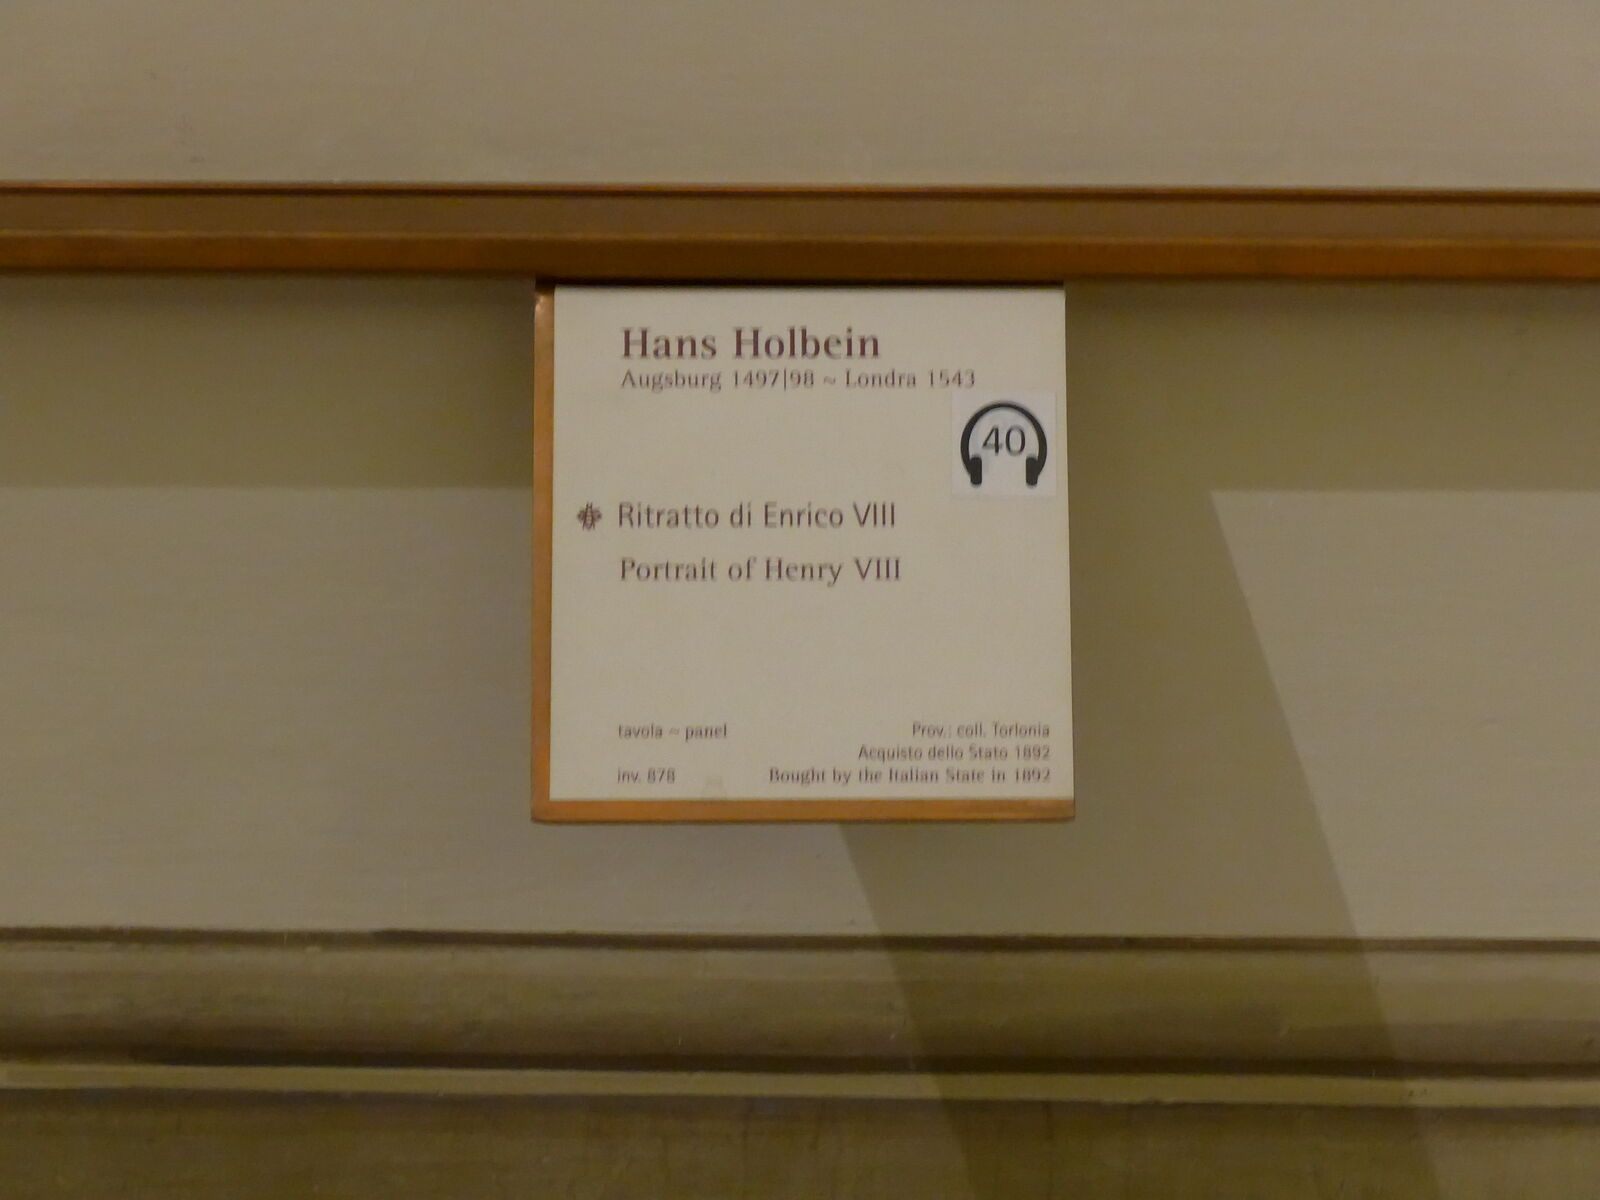 Hans Holbein
Augsburg 1497|98 ~ Londra 1543
40
Ritratto di Enrico VIII
Portrait of Henry VIII
tavola ~ panel
inv. 878
Prov.: coll. Torlonia
Acquisto dello Stato 1892
Bought by the Italian State in 1892